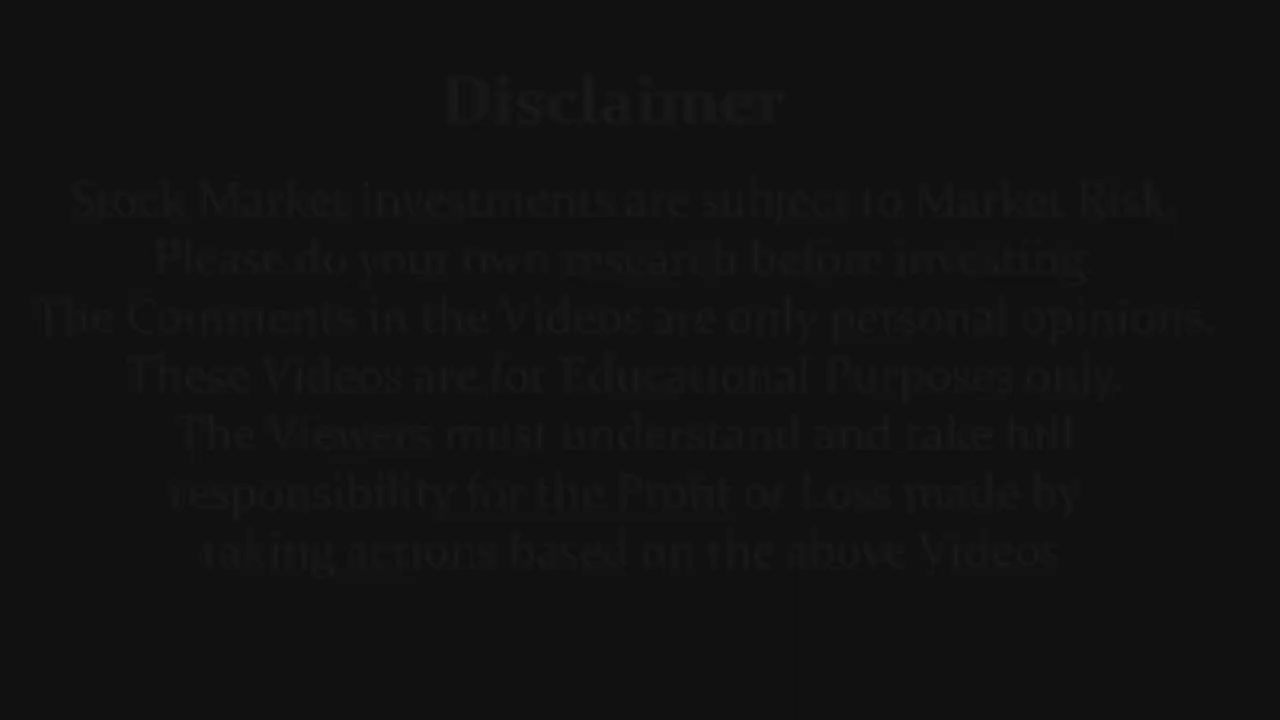 Disclaimer
Stock Market investments are subject to Market Risk.
Please do your own research before investing
The Comments in the Videos are only personal opinions.
These Videos are for Educational Purposes only.
The Viewers must understand and take full
responsibility for the Profit or Loss made by
taking actions based on the above Videos